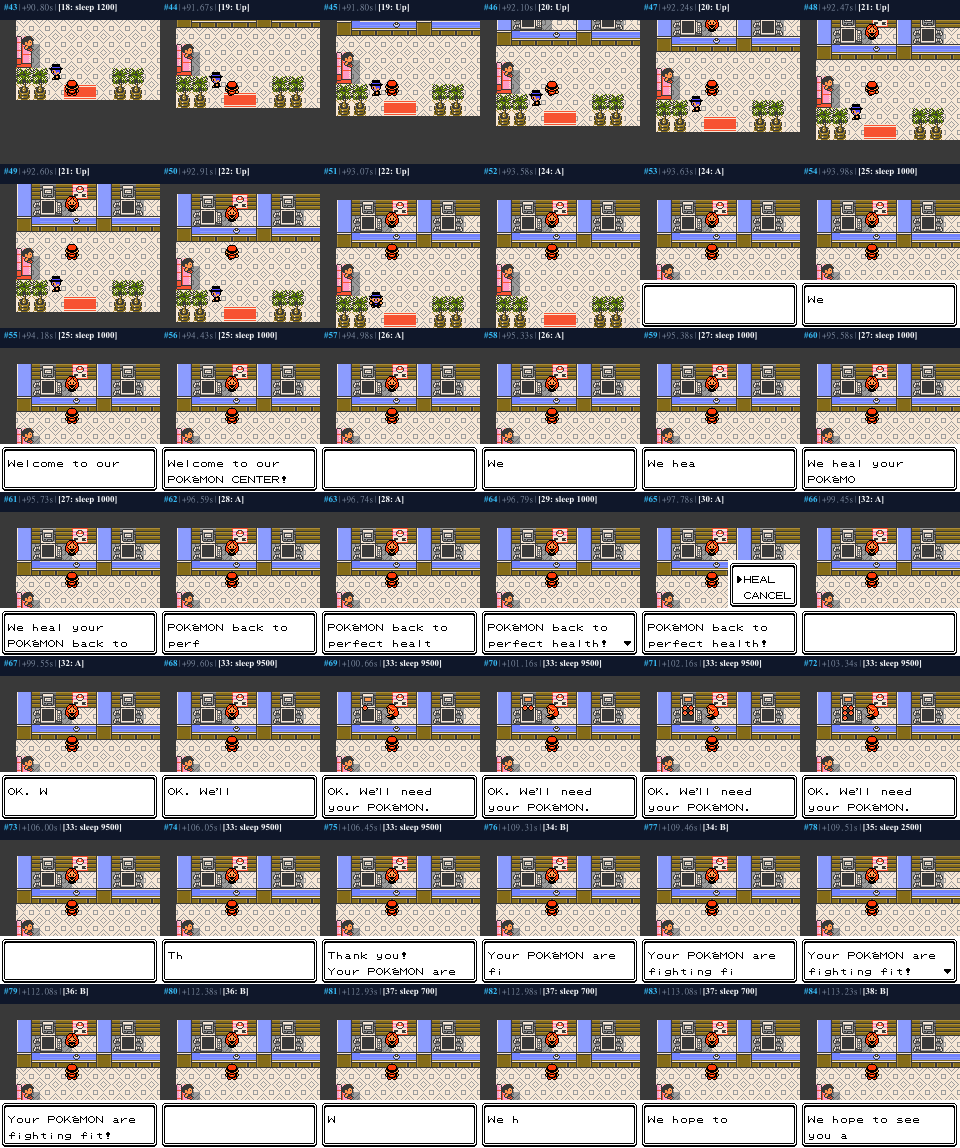 #43|+90.80s| [18: sleep 1200]
#44|+91.67s| [19: Up]
#45|+91.80s| [19: Up]
#46|+92.10s| [20: Up]
#47|+92.24s| [20: Up]
#48|+92.47s| [21: Up]
#49|+92.60s| [21: Up]
#50|+92.91s| [22: Up]
#51|+93.07s| [22: Up]
#52|+93.58s| [24: A]
#53|+93.63s| [24: A]
#54|+93.98s| [25: sleep 1000]
We
#55|+94.18s| [25: sleep 1000]
#56|+94.43s| [25: sleep 1000]
#57|+94.98s| [26: A]
#58|+95.33s| [26: A]
#59|+95.38s| [27: sleep 1000]
#60|+95.58s| [27: sleep 1000]
Welcome to our
Welcome to our
POKéMON CENTER!
We
We hea
We heal your
POKéMO
#61|+95.73s| [27: sleep 1000]
#62|+96.59s| [28: A]
#63|+96.74s| [28: A]
#64|+96.79s| [29: sleep 1000]
#65|+97.78s| [30: A]
#66|+99.45s| [32: A]
HEAL
CANCEL
We heal your
POKéMON back to
POKéMON back to
perf
POKéMON back to
perfect healt
POKéMON back to
perfect health!
POKéMON back to
perfect health!
#67|+99.55s| [32: A]
#68|+99.60s| [33: sleep 9500]
#69|+100.66s| [33: sleep 9500]
#70|+101.16s| [33: sleep 9500]
#71|+102.16s| [33: sleep 9500]
#72|+103.34s| [33: sleep 9500]
OK. W
OK. We'll
OK. We'll need
your POKéMON.
OK. We'll need
your POKéMON.
OK. We'll need
your POKéMON.
OK. We'll need
your POKéMON.
#73|+106.00s| [33: sleep 9500]
#74|+106.05s| [33: sleep 9500]
#75|+106.45s| [33: sleep 9500]
#76|+109.31s| [34: B]
#77|+109.46s| [34: B]
#78|+109.51s| [35: sleep 2500]
Th
Thank you!
Your POKéMON are
Your POKéMON are
fi
Your POKéMON are
fighting fi
Your POKéMON are
fighting fit!
#79|+112.08s| [36: B]
#80|+112.38s| [36: B]
#81|+112.93s| [37: sleep 700]
#82|+112.98s| [37: sleep 700]
#83|+113.08s| [37: sleep 700]
#84|+113.23s| [38: B]
Your POKéMON are
fighting fit!
W
We h
We hope to
We hope to see
you a